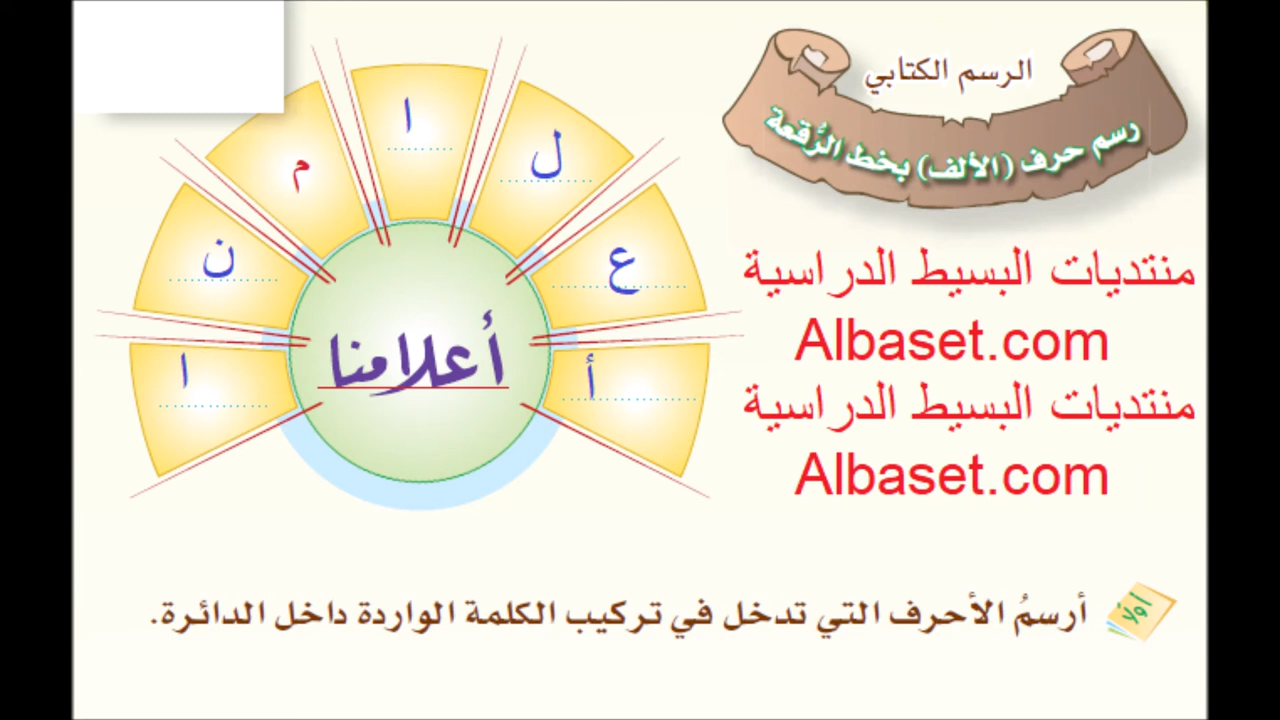 الرسم الكتابي
رسم حرف (الألف) بخط الرُّقعة
منتديات البسيط الدراسية
Albaset.com
منتديات البسيط الدراسية
Albaset.com
أ
ع
ل
ا
م
ن
ا
أعلامنا
أولًا
أرسمُ الأحرف التي تدخل في تركيب الكلمة الواردة داخل الدائرة.